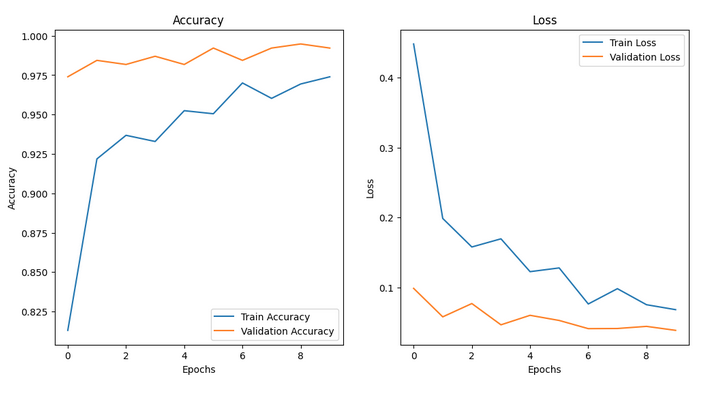 Accuracy
1.000
0.975
0.950
0.925
0.900
0.875
0.850
0.825
Accuracy
0 2 4 6 8
Epochs
Train Accuracy
Validation Accuracy
Loss
0.4
0.3
0.2
0.1
Loss
0 2 4 6 8
Epochs
Train Loss
Validation Loss